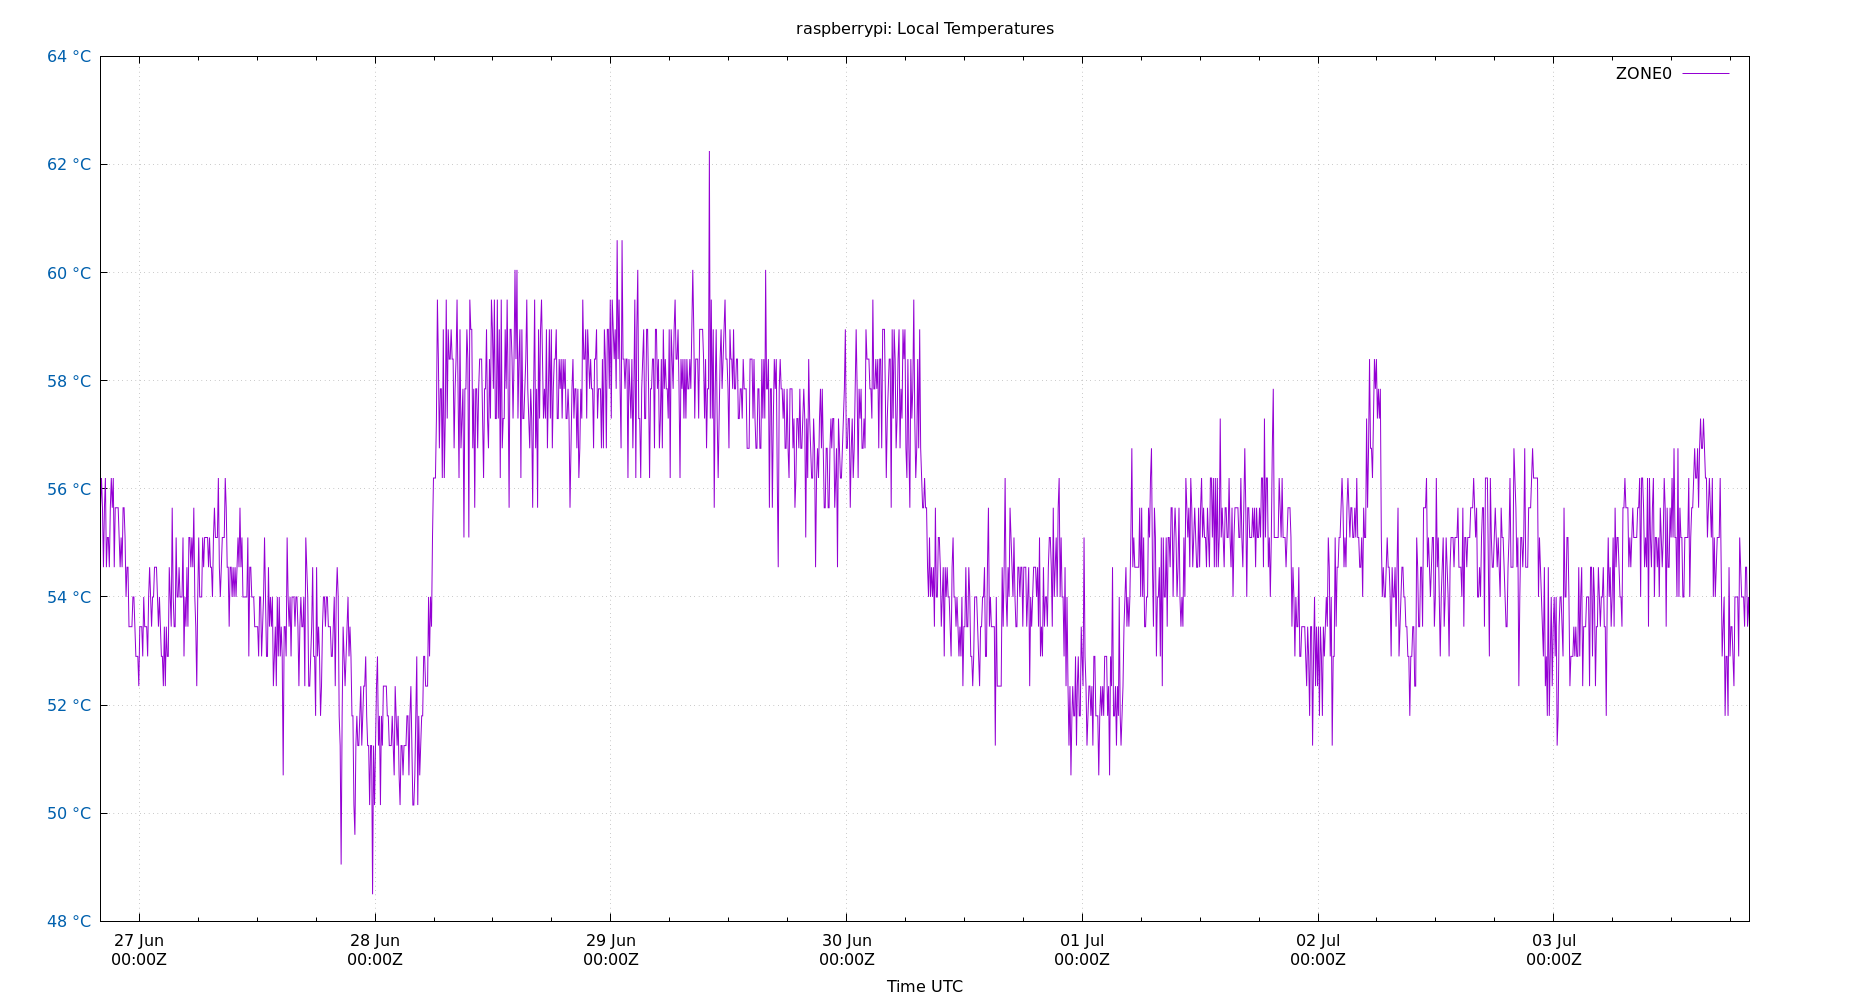 raspberrypi: Local Temperatures
64 °C
ZONE0
62 °C
60 °C
58 °C
56 °C
54 °C
52 °C
50 °C
48 °C
27 Jun 28 Jun 29 Jun 30 Jun 01 Jul 02 Jul 03 Jul
00:00Z 00:00Z 00:00Z 00:00Z 00:00Z 00:00Z 00:00Z
Time UTC